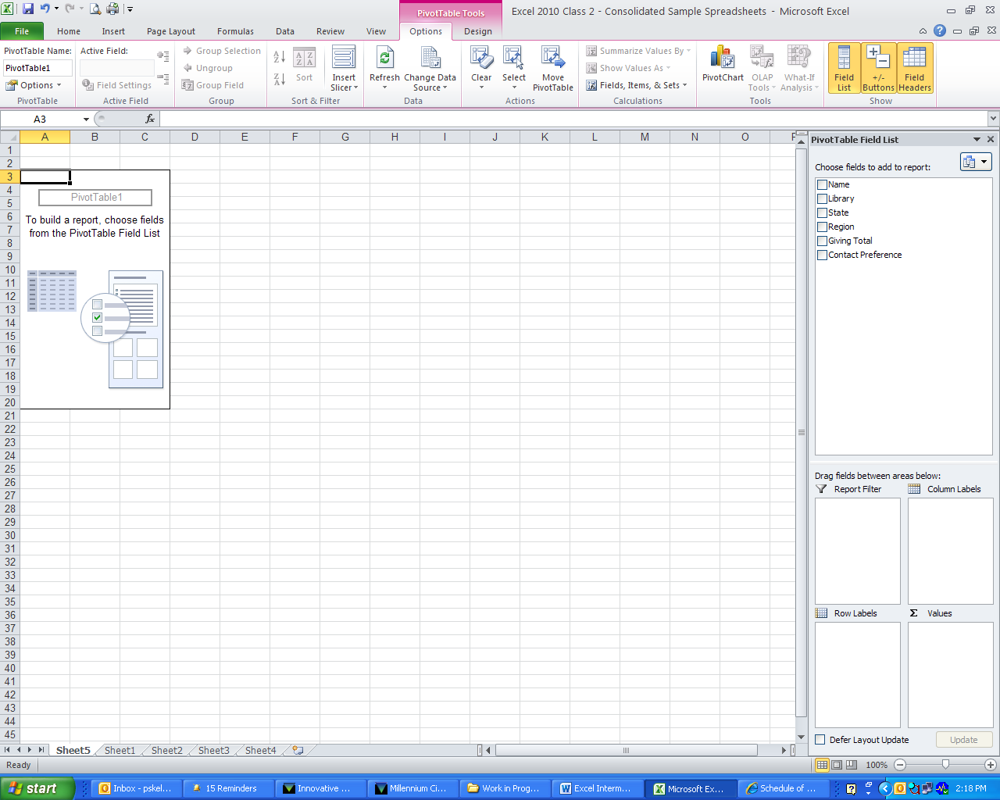 PivotTable Tools
Excel 2010 Class 2 - Consolidated Sample Spreadsheets - Microsoft Excel
File Home Insert Page Layout Formulas Data Review View Options Design
PivotTable Name:
PivotTable1
Options
PivotTable
Active Field:
Field Settings
Active Field
Group Selection
Ungroup
Group Field
Group
Sort
Insert Slicer
Sort & Filter
Refresh
Change Data Source
Data
Clear
Select
Move PivotTable
Actions
Summarize Values By
Show Values As
Fields, Items, & Sets
Calculations
PivotChart
OLAP Tools
What-If Analysis
Tools
Field List
+/- Buttons
Field Headers
Show
A3
fx
A B C D E F G H I J K L M N O P
1
2
3
4
5
6
7
8
9
10
11
12
13
14
15
16
17
18
19
20
21
22
23
24
25
26
27
28
29
30
31
32
33
34
35
36
37
38
39
40
41
42
43
44
45
PivotTable1
To build a report, choose fields
from the PivotTable Field List
PivotTable Field List
Choose fields to add to report:
Name
Library
State
Region
Giving Total
Contact Preference
Drag fields between areas below:
Report Filter
Column Labels
Row Labels
Σ Values
Defer Layout Update
Update
Sheet5 Sheet1 Sheet2 Sheet3 Sheet4
Ready
100%
start
Inbox - pskel...
15 Reminders
Innovative ...
Millennium Ci...
Work in Prog...
Excel Interm...
Microsoft Ex...
Schedule of ...
2:18 PM